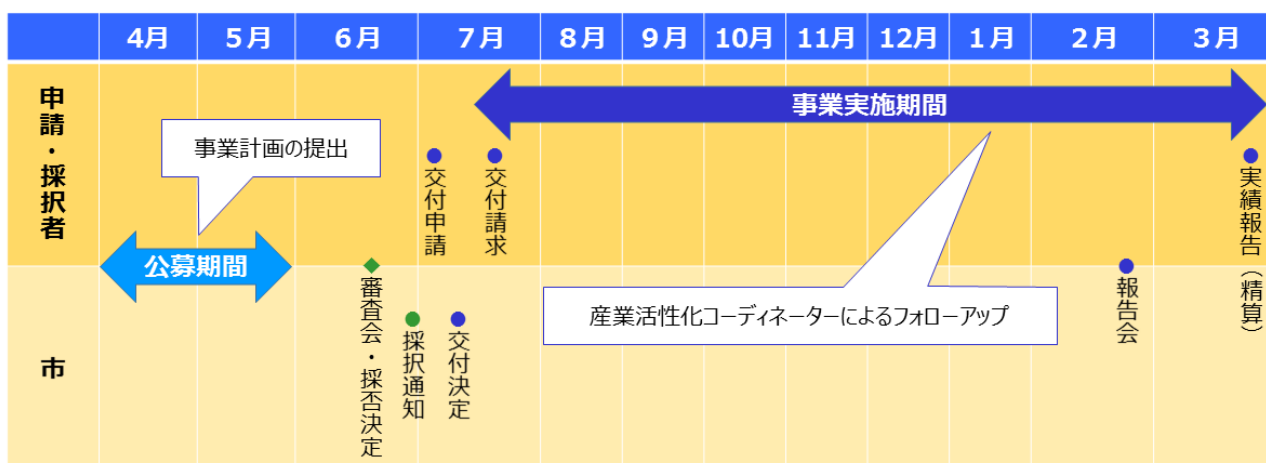 4月
5月
6月
7月
8月
9月
10月
11月
12月
1月
2月
3月
申請・採択者
事業実施期間
事業計画の提出
交付申請
交付請求
実績報告（精算）
公募期間
市
審査会・採否決定
採択通知
交付決定
産業活性化コーディネーターによるフォローアップ
報告会